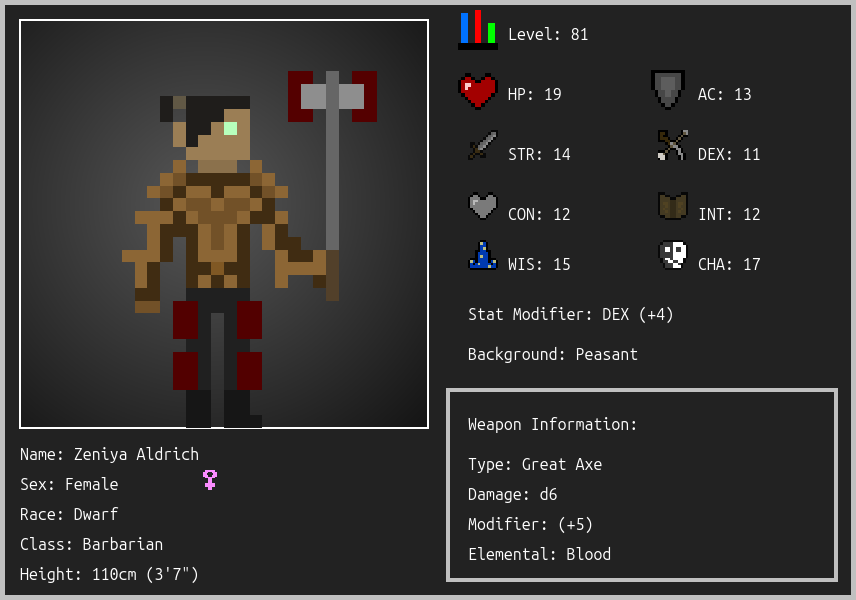 Level: 81
HP: 19
AC: 13
STR: 14
DEX: 11
CON: 12
INT: 12
WIS: 15
CHA: 17
Stat Modifier: DEX (+4)
Background: Peasant
Weapon Information:
Type: Great Axe
Damage: d6
Modifier: (+5)
Elemental: Blood
Name: Zeniya Aldrich
Sex: Female
Race: Dwarf
Class: Barbarian
Height: 110cm (3'7")